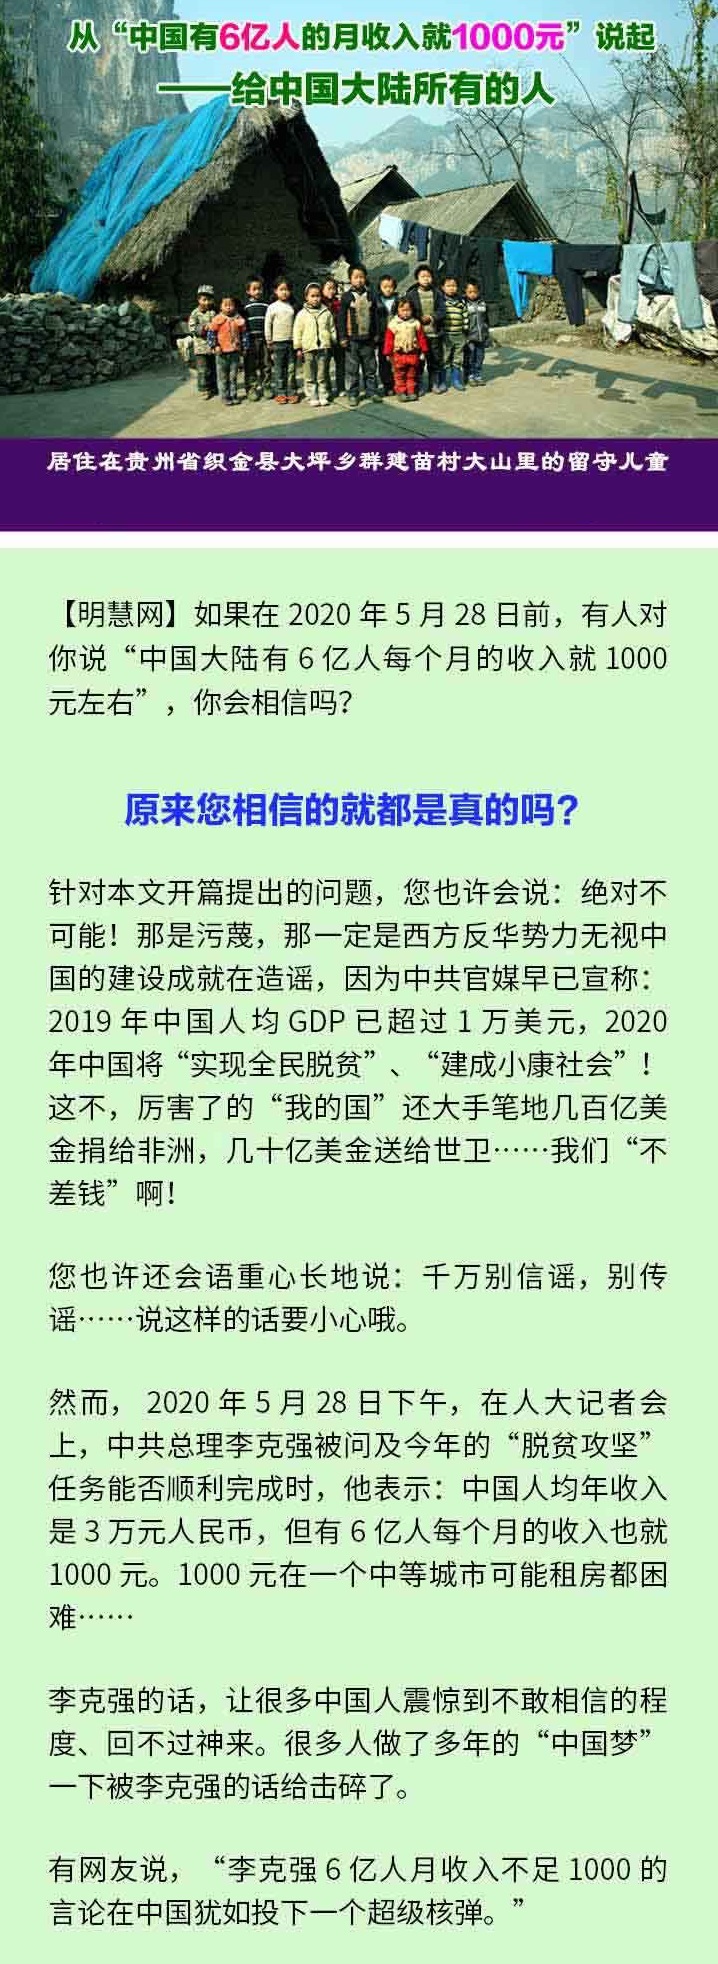 从“中国有6亿人的月收入就1000元”说起
——给中国大陆所有的人
居住在贵州省织金县大坪乡群建苗村大山里的留守儿童
【明慧网】如果在 2020 年 5 月 28 日前，有人对
你说“中国大陆有 6 亿人每个月的收入就 1000
元左右”，你会相信吗？
原来您相信的就都是真的吗？
针对本文开篇提出的问题，您也许会说：绝对不
可能！那是污蔑，那一定是西方反华势力无视中
国的建设成就在造谣，因为中共官媒早已宣称：
2019 年中国人均 GDP 已超过 1 万美元，2020
年中国将“实现全民脱贫”、“建成小康社会”！
这不，厉害了的“我的国”还大手笔地几百亿美
金捐给非洲，几十亿美金送给世卫……我们“不
差钱”啊！
您也许还会语重心长地说：千万别信谣，别传
谣……说这样的话要小心哦。
然而， 2020 年 5 月 28 日下午，在人大记者会
上，中共总理李克强被问及今年的“脱贫攻坚”
任务能否顺利完成时，他表示：中国人均年收入
是 3 万元人民币，但有 6 亿人每个月的收入也就
1000 元。1000 元在一个中等城市可能租房都困
难……
李克强的话，让很多中国人震惊到不敢相信的程
度、回不过神来。很多人做了多年的“中国梦”
一下被李克强的话给击碎了。
有网友说，“李克强 6 亿人月收入不足 1000 的
言论在中国犹如投下一个超级核弹。”